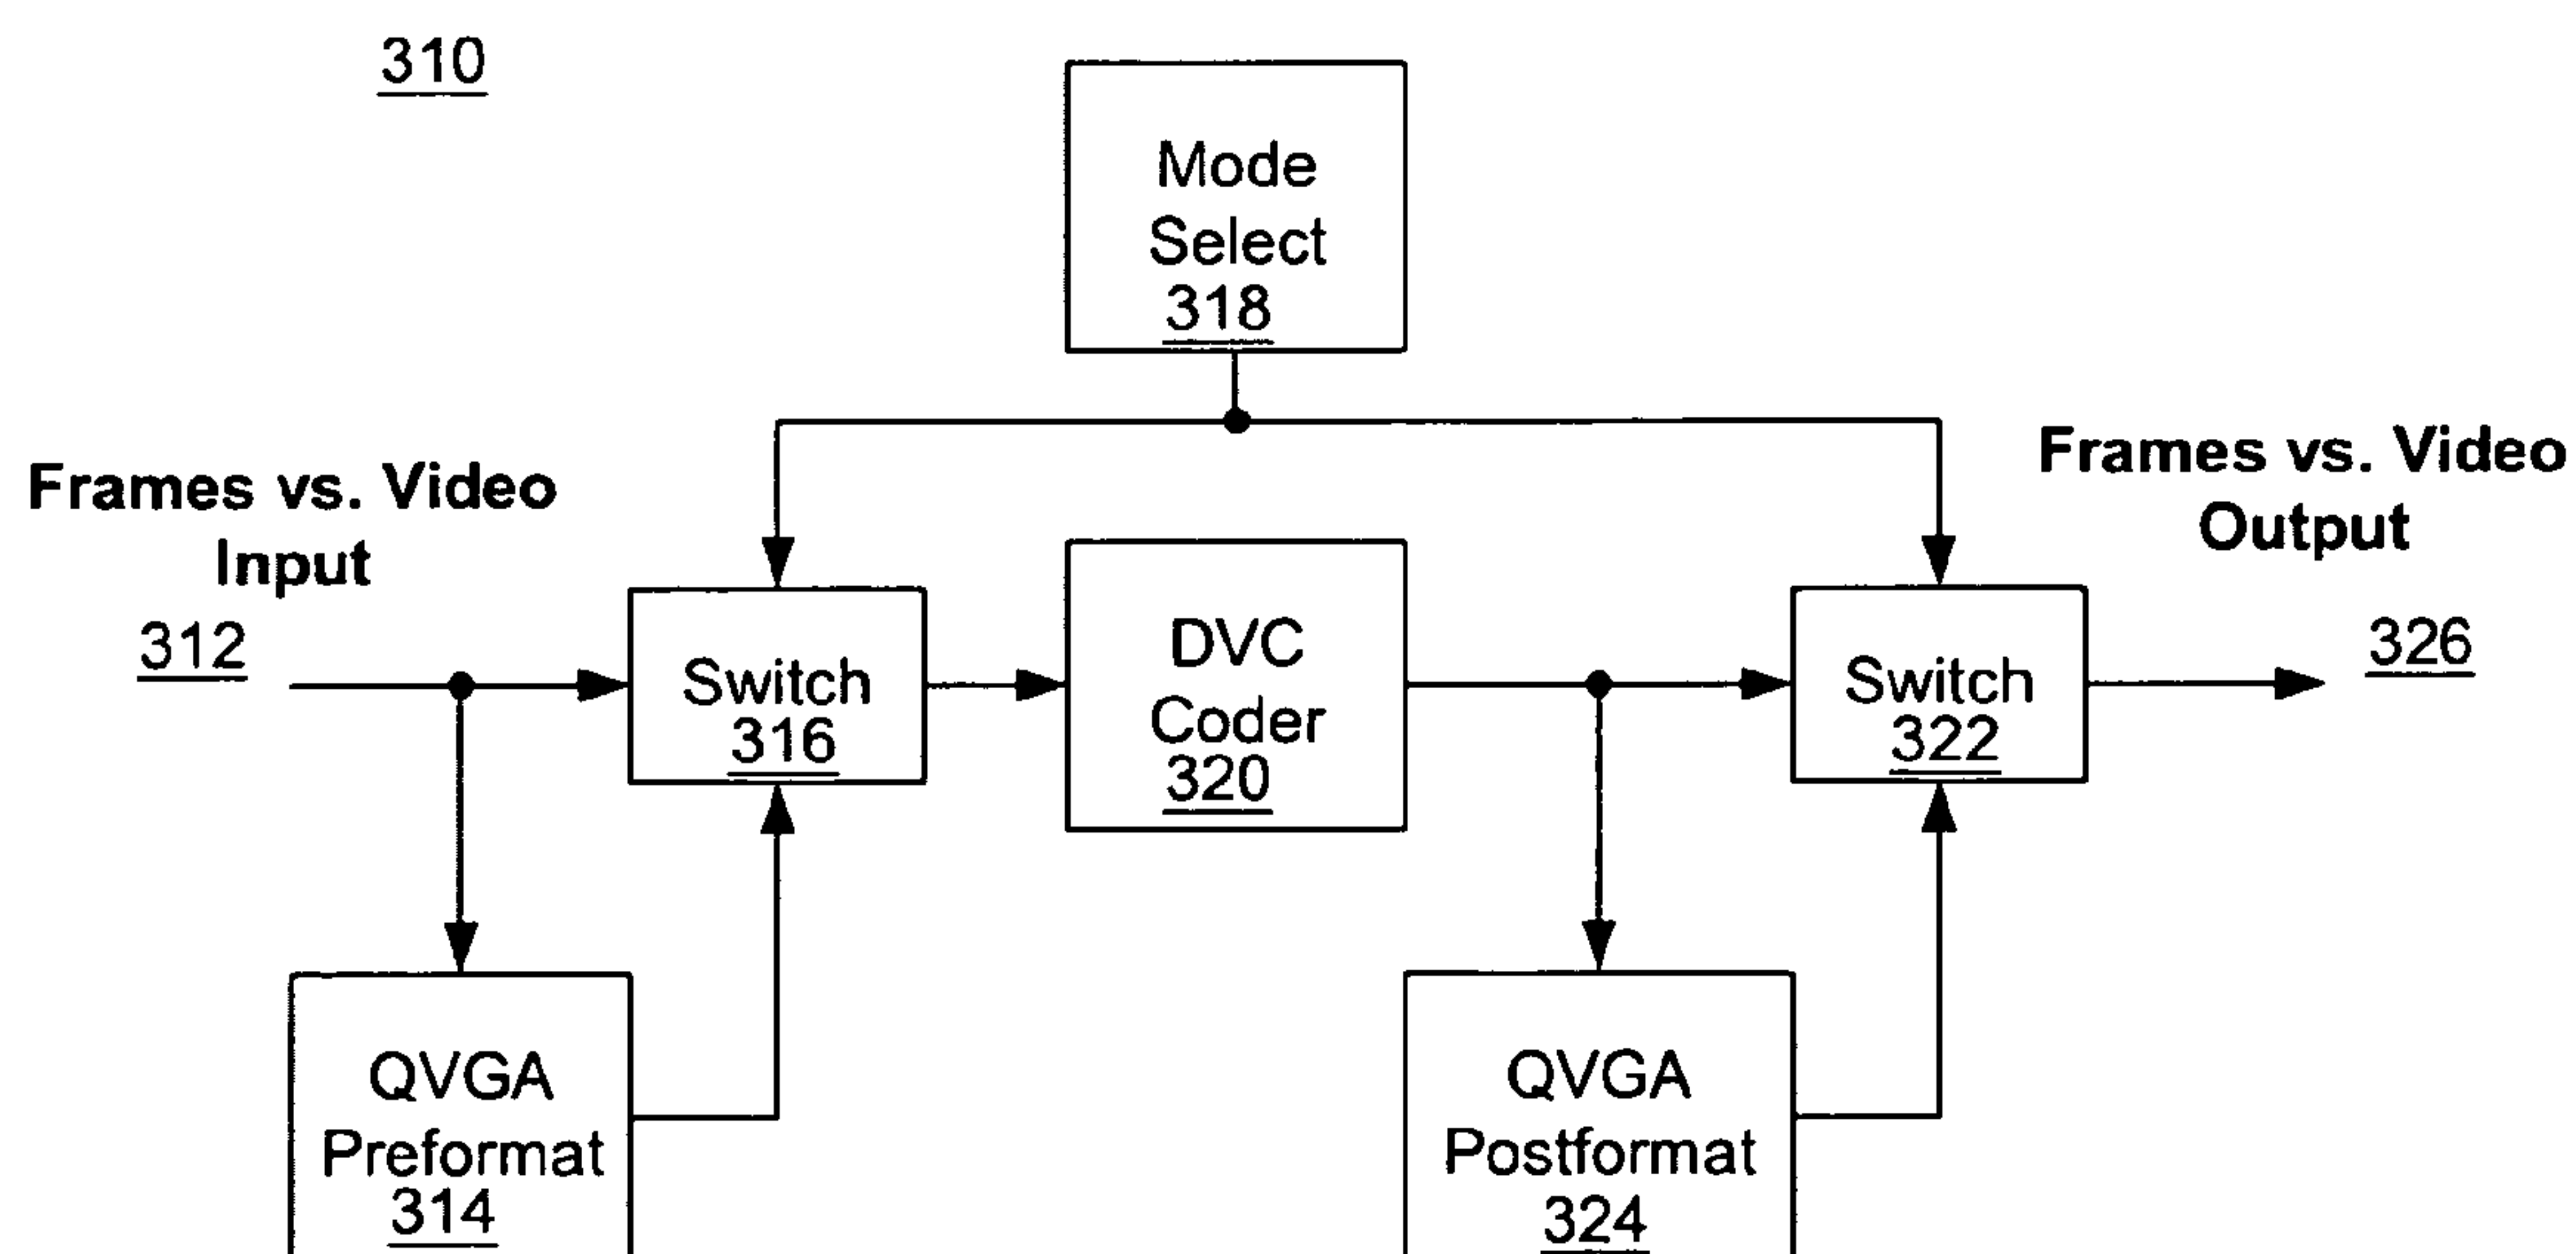 310
Mode
Select
318
Frames vs. Video
Input
312
Frames vs. Video
Output
326
Switch
316
DVC
Coder
320
Switch
322
QVGA
Preformat
314
QVGA
Postformat
324